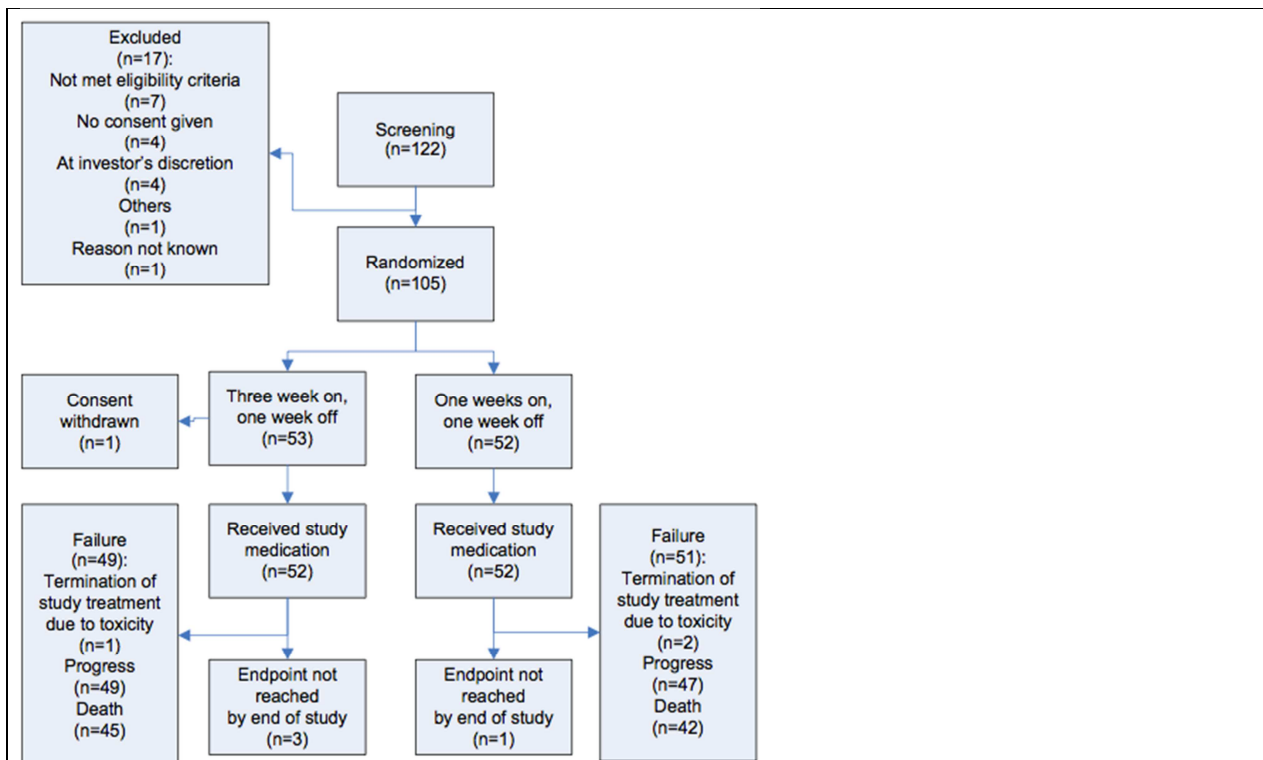 Excluded
(n=17):
Not met eligibility criteria
(n=7)
No consent given
(n=4)
At investor's discretion
(n=4)
Others
(n=1)
Reason not known
(n=1)
Screening
(n=122)
Randomized
(n=105)
Consent
withdrawn
(n=1)
Three week on,
one week off
(n=53)
One weeks on,
one week off
(n=52)
Failure
(n=49):
Termination of
study treatment
due to toxicity
(n=1)
Progress
(n=49)
Death
(n=45)
Received study
medication
(n=52)
Received study
medication
(n=52)
Failure
(n=51):
Termination of
study treatment
due to toxicity
(n=2)
Progress
(n=47)
Death
(n=42)
Endpoint not
reached
by end of study
(n=3)
Endpoint not
reached
by end of study
(n=1)